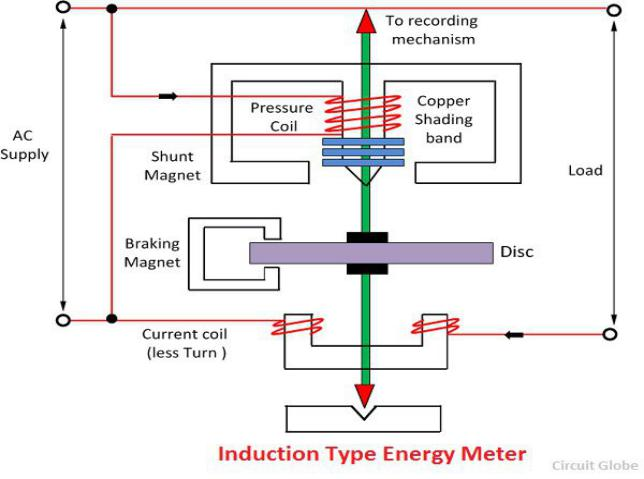 To recording
mechanism
Pressure
Coil
Copper
Shading
band
AC
Supply
Shunt
Magnet
Load
Braking
Magnet
Disc
Current coil
(less Turn )
Induction Type Energy Meter
Circuit Globe